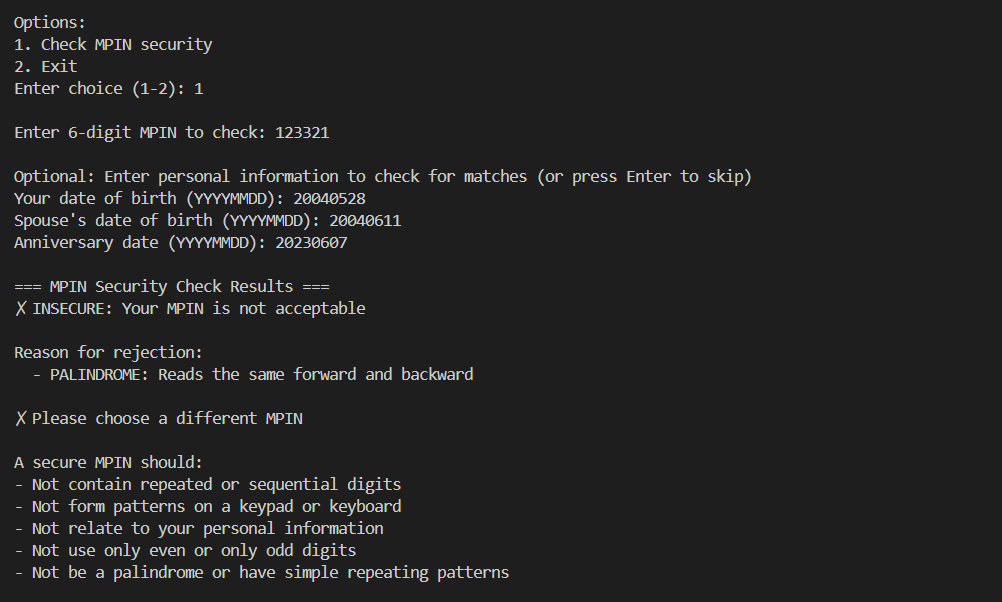 Options:
1. Check MPIN security
2. Exit
Enter choice (1-2): 1
Enter 6-digit MPIN to check: 123321
Optional: Enter personal information to check for matches (or press Enter to skip)
Your date of birth (YYYYMMDD): 20040528
Spouse's date of birth (YYYYMMDD): 20040611
Anniversary date (YYYYMMDD): 20230607
=== MPIN Security Check Results ===
✗ INSECURE: Your MPIN is not acceptable
Reason for rejection:
  - PALINDROME: Reads the same forward and backward
✗ Please choose a different MPIN
A secure MPIN should:
- Not contain repeated or sequential digits
- Not form patterns on a keypad or keyboard
- Not relate to your personal information
- Not use only even or only odd digits
- Not be a palindrome or have simple repeating patterns